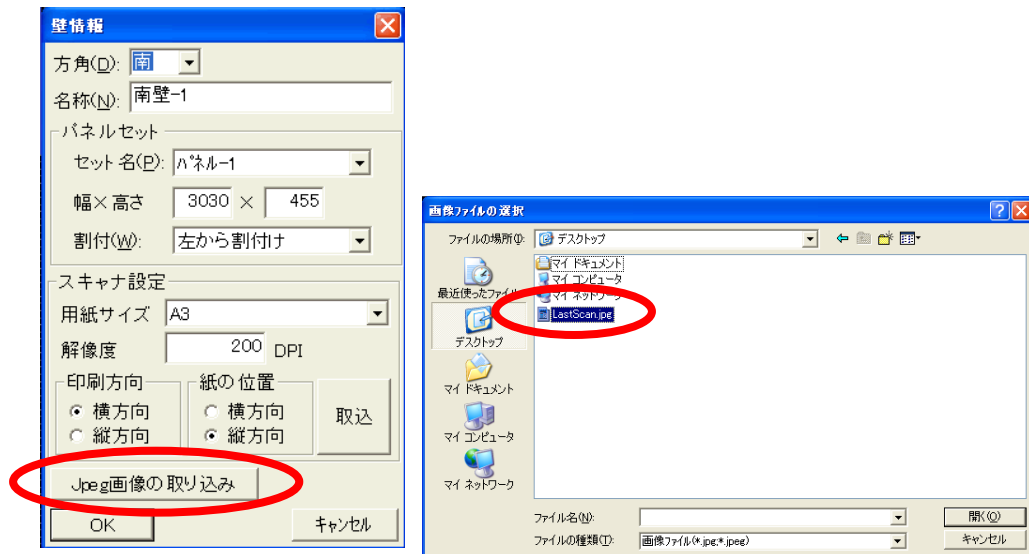 壁情報
方角(D): 南
名称(N): 南壁-1
パネルセット
セット名(P): パネル-1
幅×高さ 3030 × 455
割付(W): 左から割付け
スキャナ設定
用紙サイズ A3
解像度 200 DPI
印刷方向
横方向
縦方向
紙の位置
横方向
縦方向
取込
Jpeg画像の取り込み
OK
キャンセル
画像ファイルの選択
ファイルの場所(I): デスクトップ
最近使ったファイル
デスクトップ
マイ ドキュメント
マイ コンピュータ
マイ ネットワーク
マイ ドキュメント
マイ コンピュータ
マイ ネットワーク
LastScan.jpg
ファイル名(N):
開く(O)
ファイルの種類(T): 画像ファイル(*.jpg;*.jpeg)
キャンセル